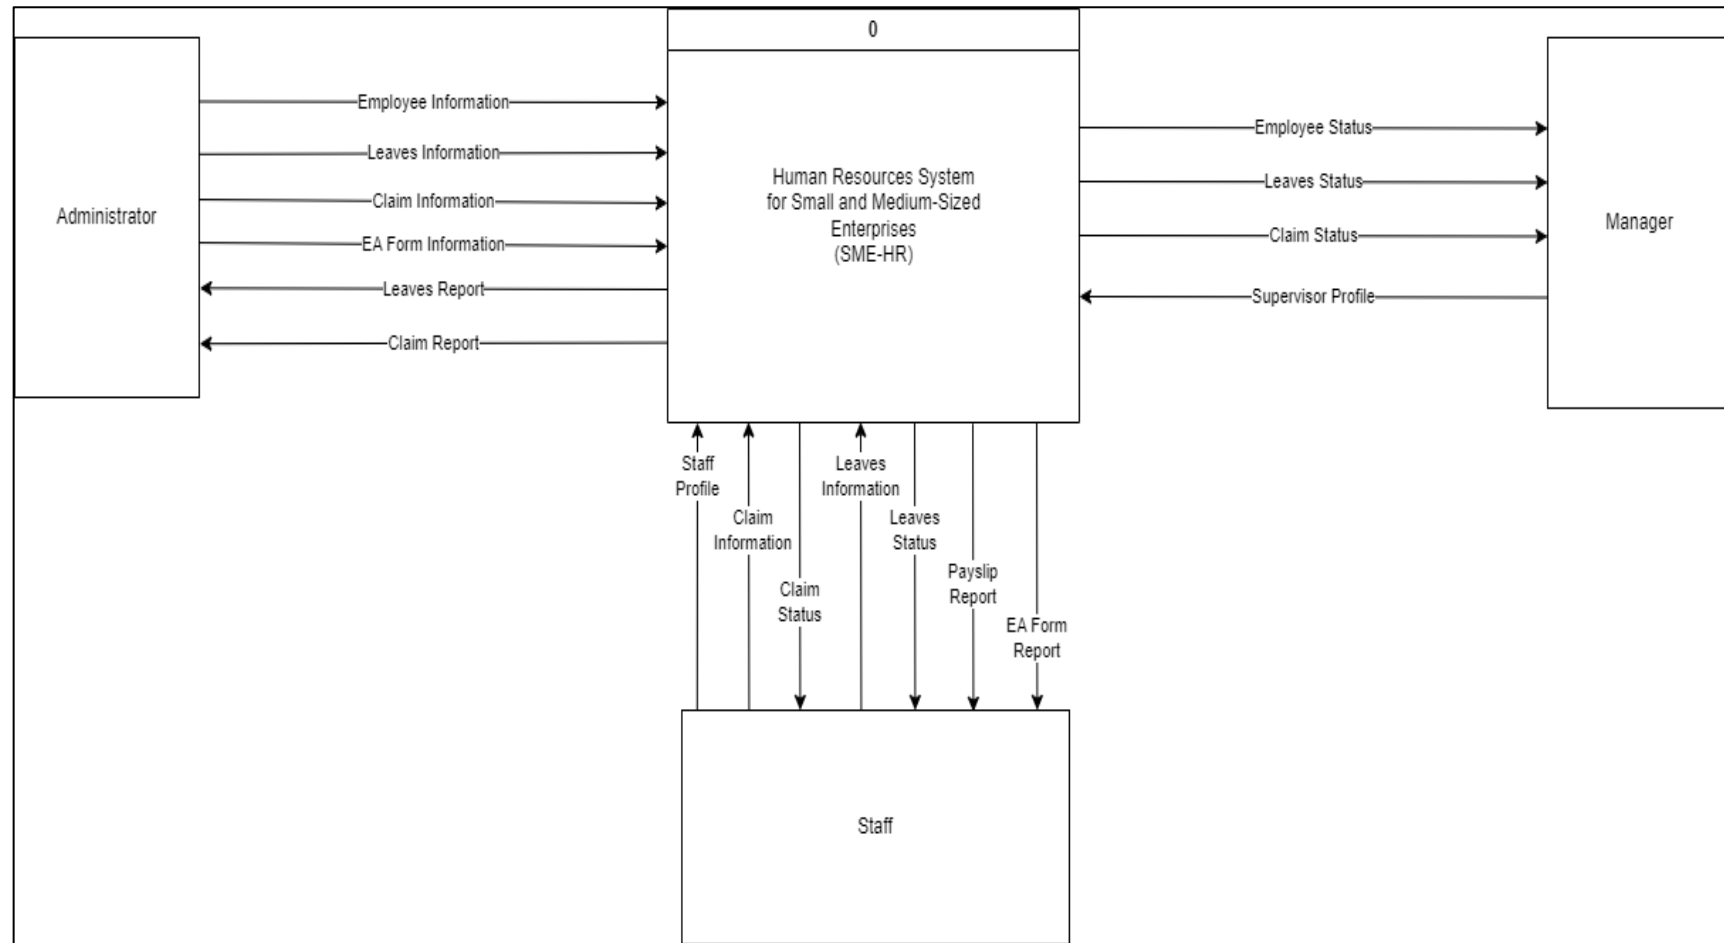 0
Employee Information
Leaves Information
Claim Information
EA Form Information
Leaves Report
Claim Report
Administrator
Human Resources System
for Small and Medium-Sized
Enterprises
(SME-HR)
Employee Status
Leaves Status
Claim Status
Supervisor Profile
Manager
Staff
Profile
Claim
Information
Claim
Status
Leaves
Information
Leaves
Status
Payslip
Report
EA Form
Report
Staff